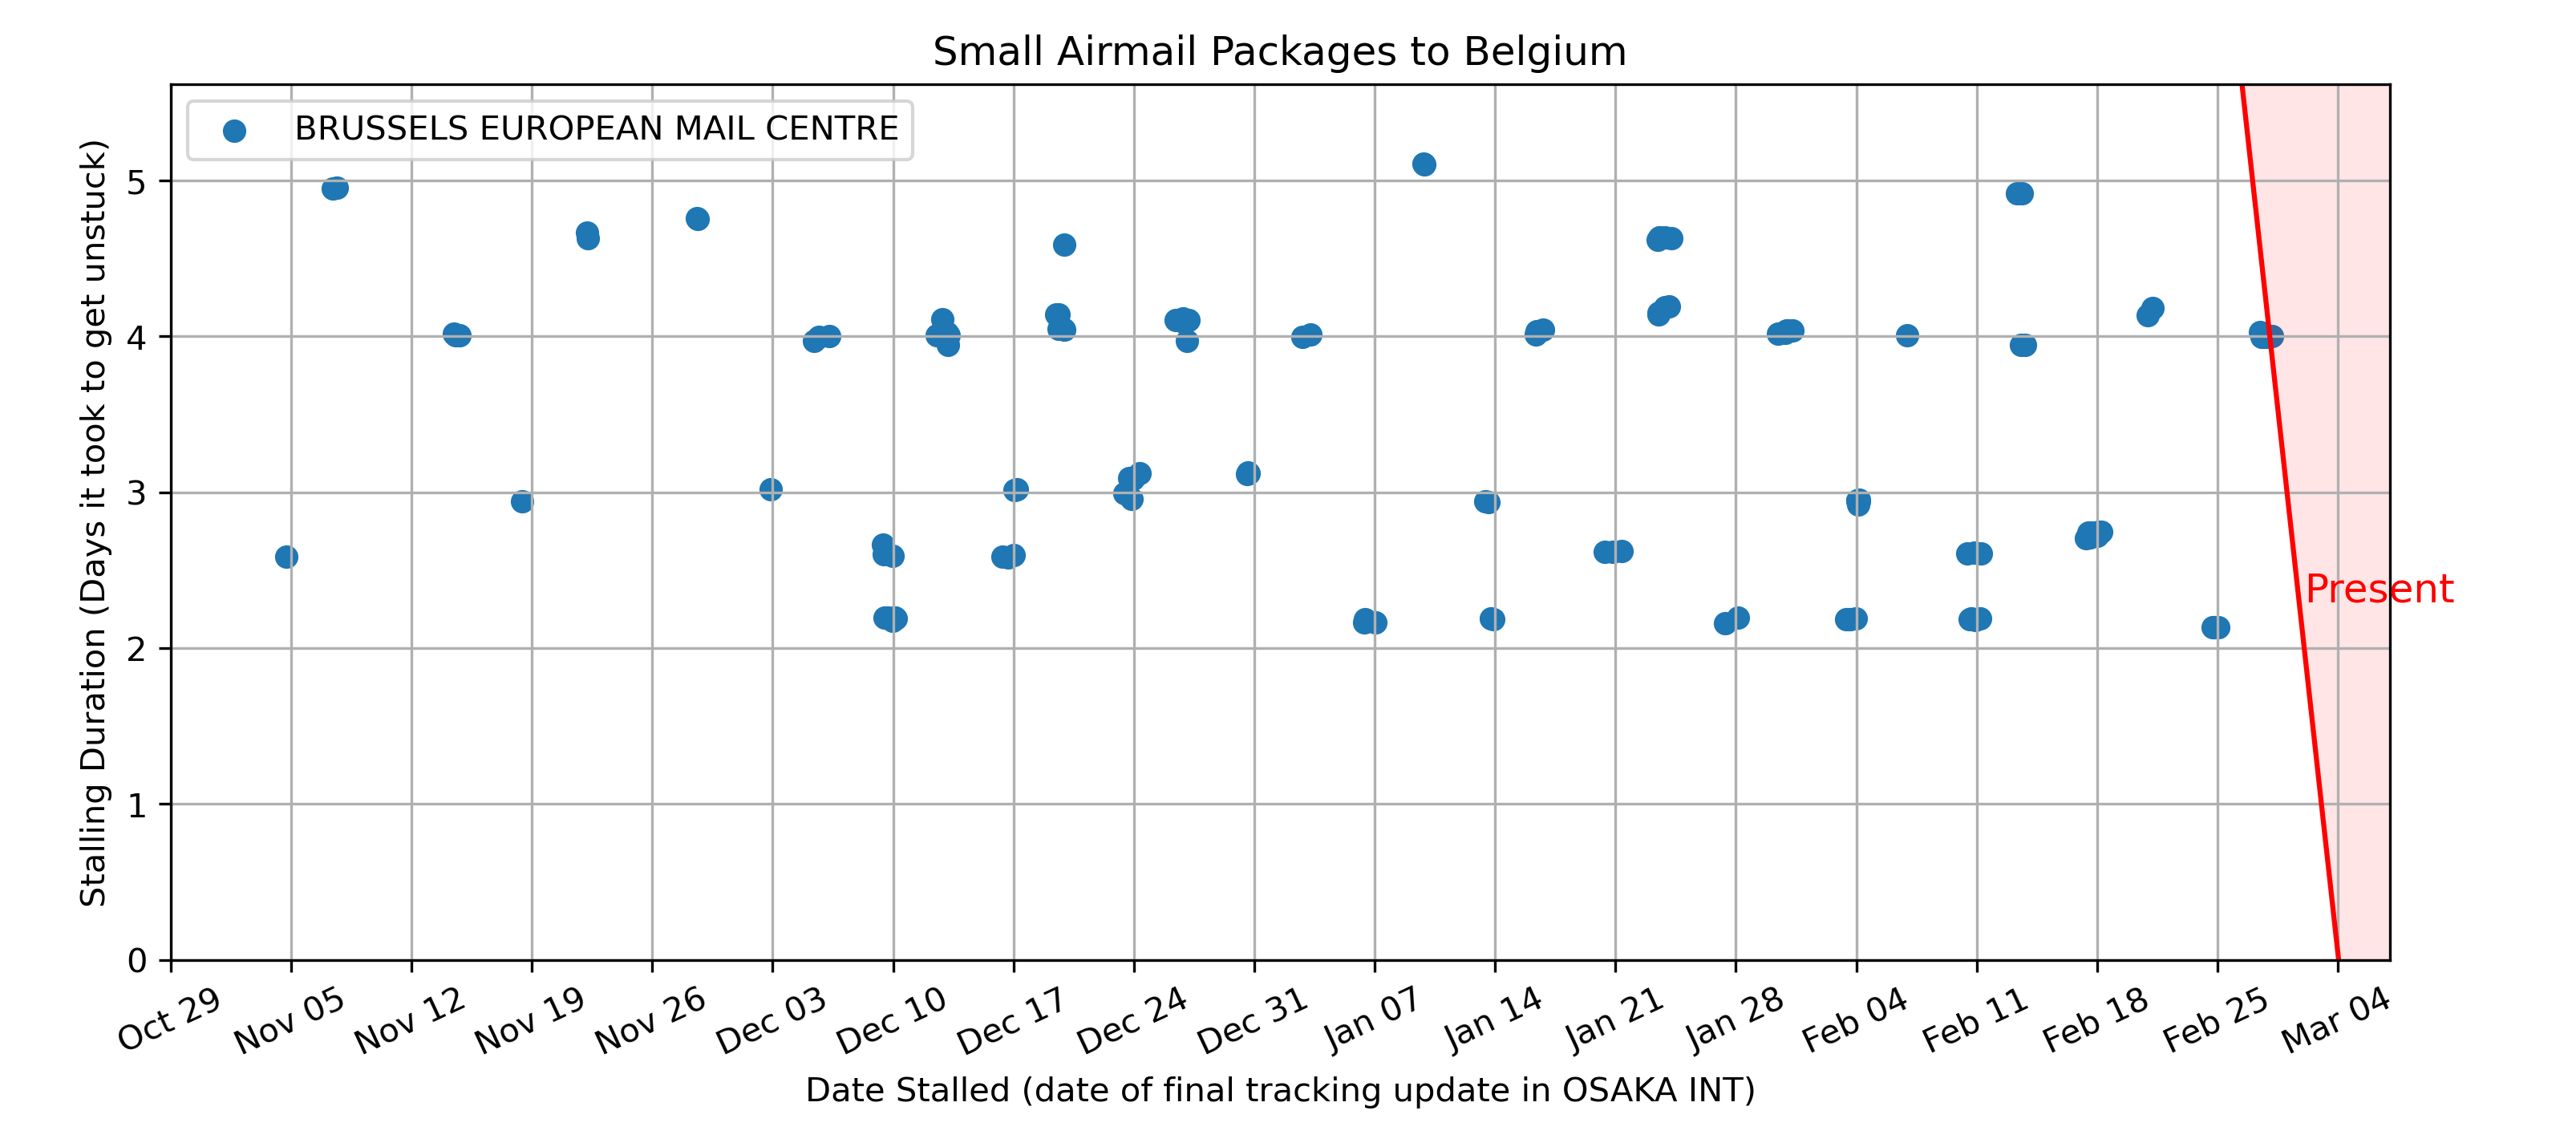 Small Airmail Packages to Belgium
BRUSSELS EUROPEAN MAIL CENTRE
Stalling Duration (Days it took to get unstuck)
5
4
3
2
1
0
Present
Oct 29 Nov 05 Nov 12 Nov 19 Nov 26 Dec 03 Dec 10 Dec 17 Dec 24 Dec 31 Jan 07 Jan 14 Jan 21 Jan 28 Feb 04 Feb 11 Feb 18 Feb 25 Mar 04
Date Stalled (date of final tracking update in OSAKA INT)